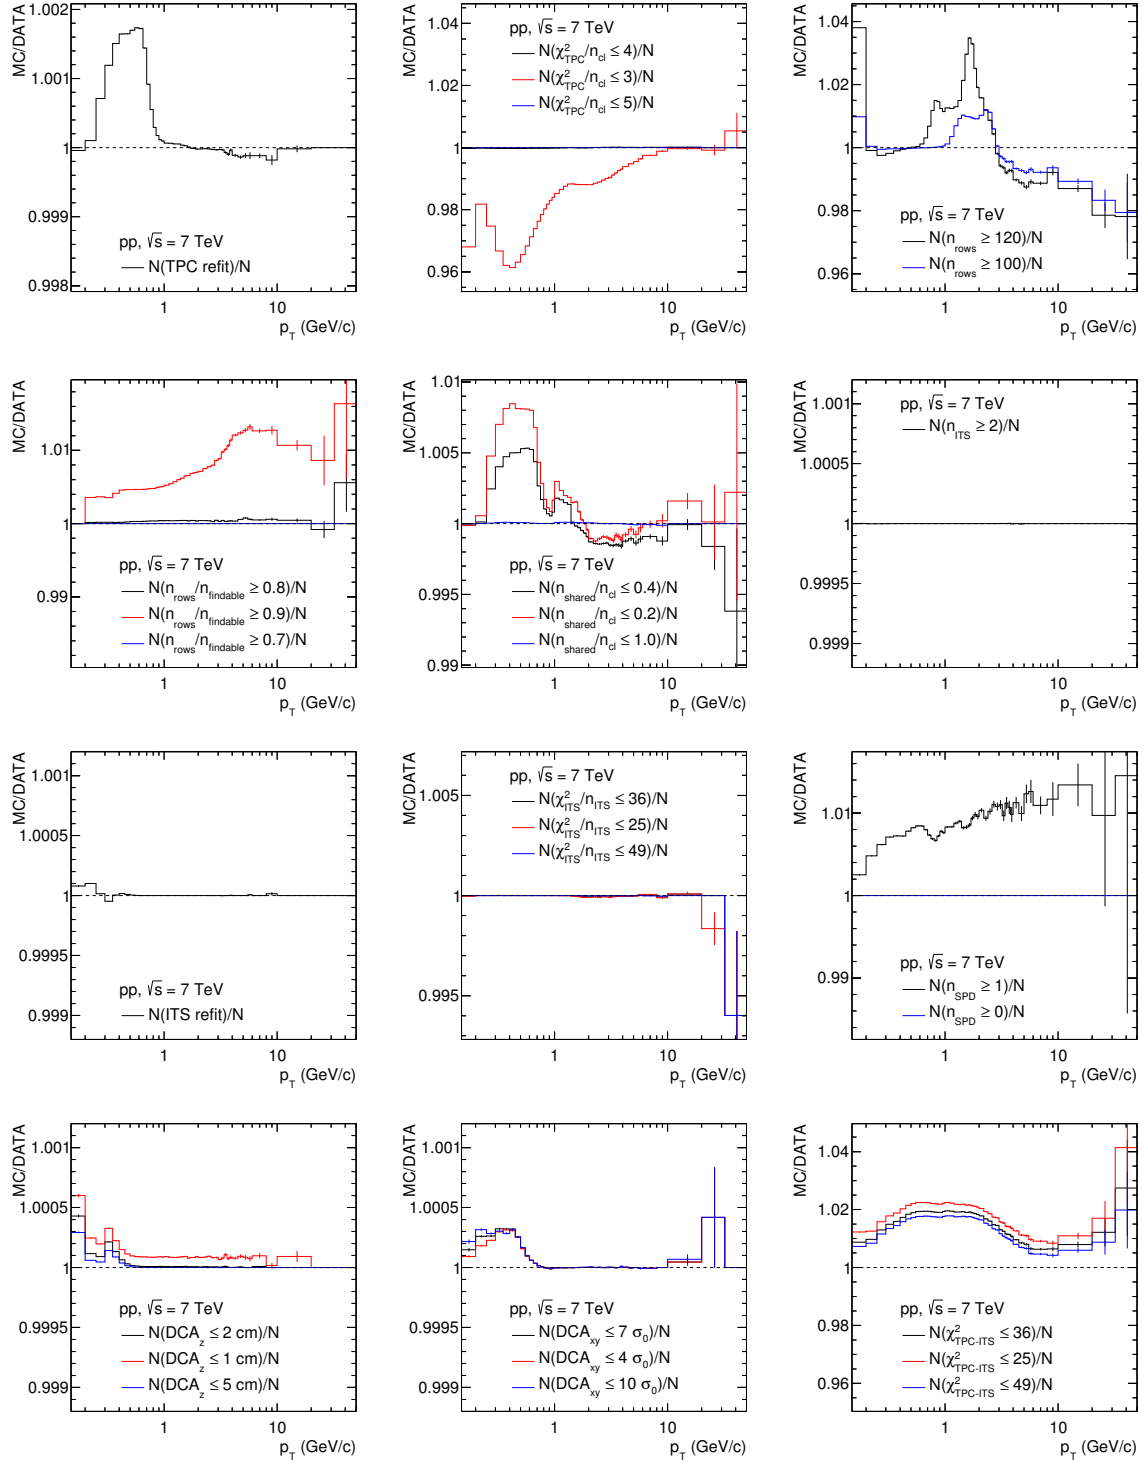 MC/DATA
1.002
1.001
1
0.999
0.998
pp, √s = 7 TeV
N(TPC refit)/N
1
10
p_T (GeV/c)
MC/DATA
1.04
1.02
1
0.98
0.96
pp, √s = 7 TeV
N(χ²_TPC/n_cl ≤ 4)/N
N(χ²_TPC/n_cl ≤ 3)/N
N(χ²_TPC/n_cl ≤ 5)/N
1
10
p_T (GeV/c)
MC/DATA
1.04
1.02
1
0.98
0.96
pp, √s = 7 TeV
N(n_rows ≥ 120)/N
N(n_rows ≥ 100)/N
1
10
p_T (GeV/c)
MC/DATA
1.01
1
0.99
pp, √s = 7 TeV
N(n_rows/n_findable ≥ 0.8)/N
N(n_rows/n_findable ≥ 0.9)/N
N(n_rows/n_findable ≥ 0.7)/N
1
10
p_T (GeV/c)
MC/DATA
1.01
1.005
1
0.995
0.99
pp, √s = 7 TeV
N(n_shared/n_cl ≤ 0.4)/N
N(n_shared/n_cl ≤ 0.2)/N
N(n_shared/n_cl ≤ 1.0)/N
1
10
p_T (GeV/c)
MC/DATA
1.001
1.0005
1
0.9995
0.999
pp, √s = 7 TeV
N(n_ITS ≥ 2)/N
1
10
p_T (GeV/c)
MC/DATA
1.001
1.0005
1
0.9995
0.999
pp, √s = 7 TeV
N(ITS refit)/N
1
10
p_T (GeV/c)
MC/DATA
1.005
1
0.995
pp, √s = 7 TeV
N(χ²_ITS/n_ITS ≤ 36)/N
N(χ²_ITS/n_ITS ≤ 25)/N
N(χ²_ITS/n_ITS ≤ 49)/N
1
10
p_T (GeV/c)
MC/DATA
1.01
1
0.99
pp, √s = 7 TeV
N(n_SPD ≥ 1)/N
N(n_SPD ≥ 0)/N
1
10
p_T (GeV/c)
MC/DATA
1.001
1.0005
1
0.9995
0.999
pp, √s = 7 TeV
N(DCA_z ≤ 2 cm)/N
N(DCA_z ≤ 1 cm)/N
N(DCA_z ≤ 5 cm)/N
1
10
p_T (GeV/c)
MC/DATA
1.001
1.0005
1
0.9995
0.999
pp, √s = 7 TeV
N(DCA_xy ≤ 7 σ₀)/N
N(DCA_xy ≤ 4 σ₀)/N
N(DCA_xy ≤ 10 σ₀)/N
1
10
p_T (GeV/c)
MC/DATA
1.04
1.02
1
0.98
0.96
pp, √s = 7 TeV
N(χ²_TPC-ITS ≤ 36)/N
N(χ²_TPC-ITS ≤ 25)/N
N(χ²_TPC-ITS ≤ 49)/N
1
10
p_T (GeV/c)